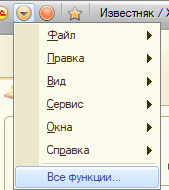 Известняк / X
Файл
Правка
Вид
Сервис
Окна
Справка
Все функции...